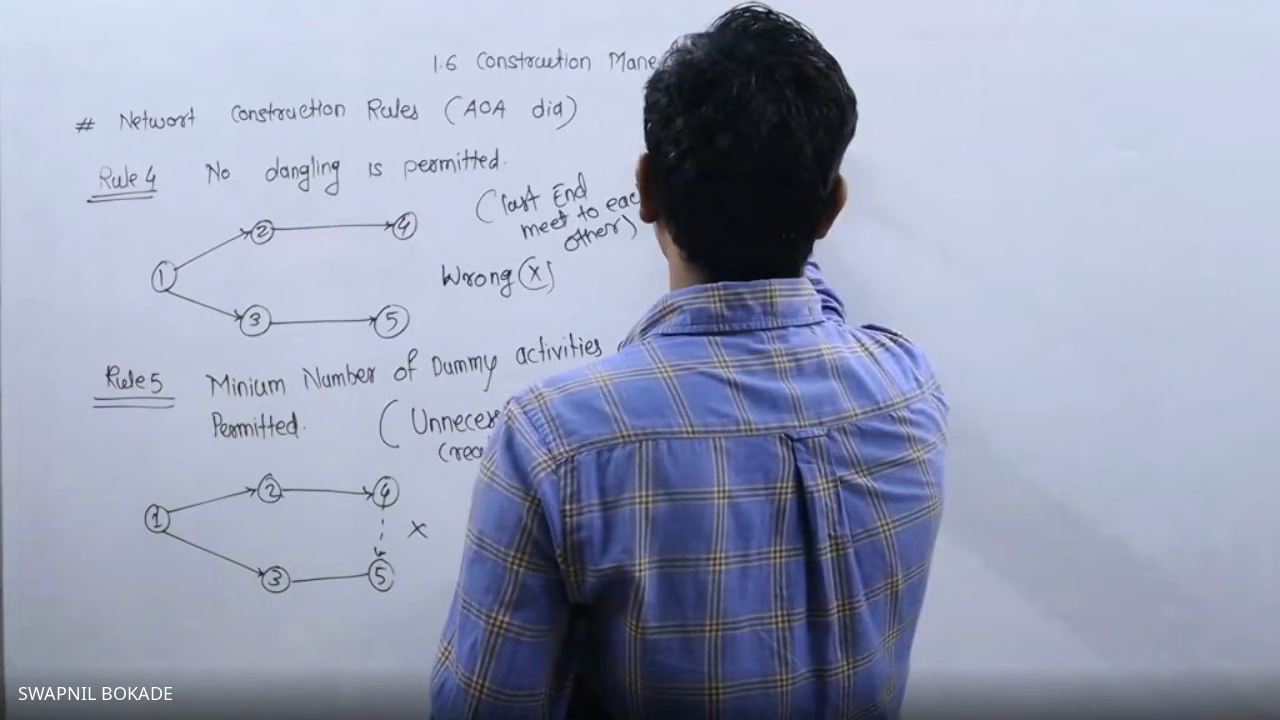 1.6 Construction Mane
# Networt Construction Rules (AOA dia)
Rule 4 No dangling is permitted.
(last End
meet to eac
other)
2 4
1
Wrong (X)
3 5
Rule 5 Minium Number of Dummy activities
Permitted. (Unneces
(rea
2 4
1
X
3 5
SWAPNIL BOKADE